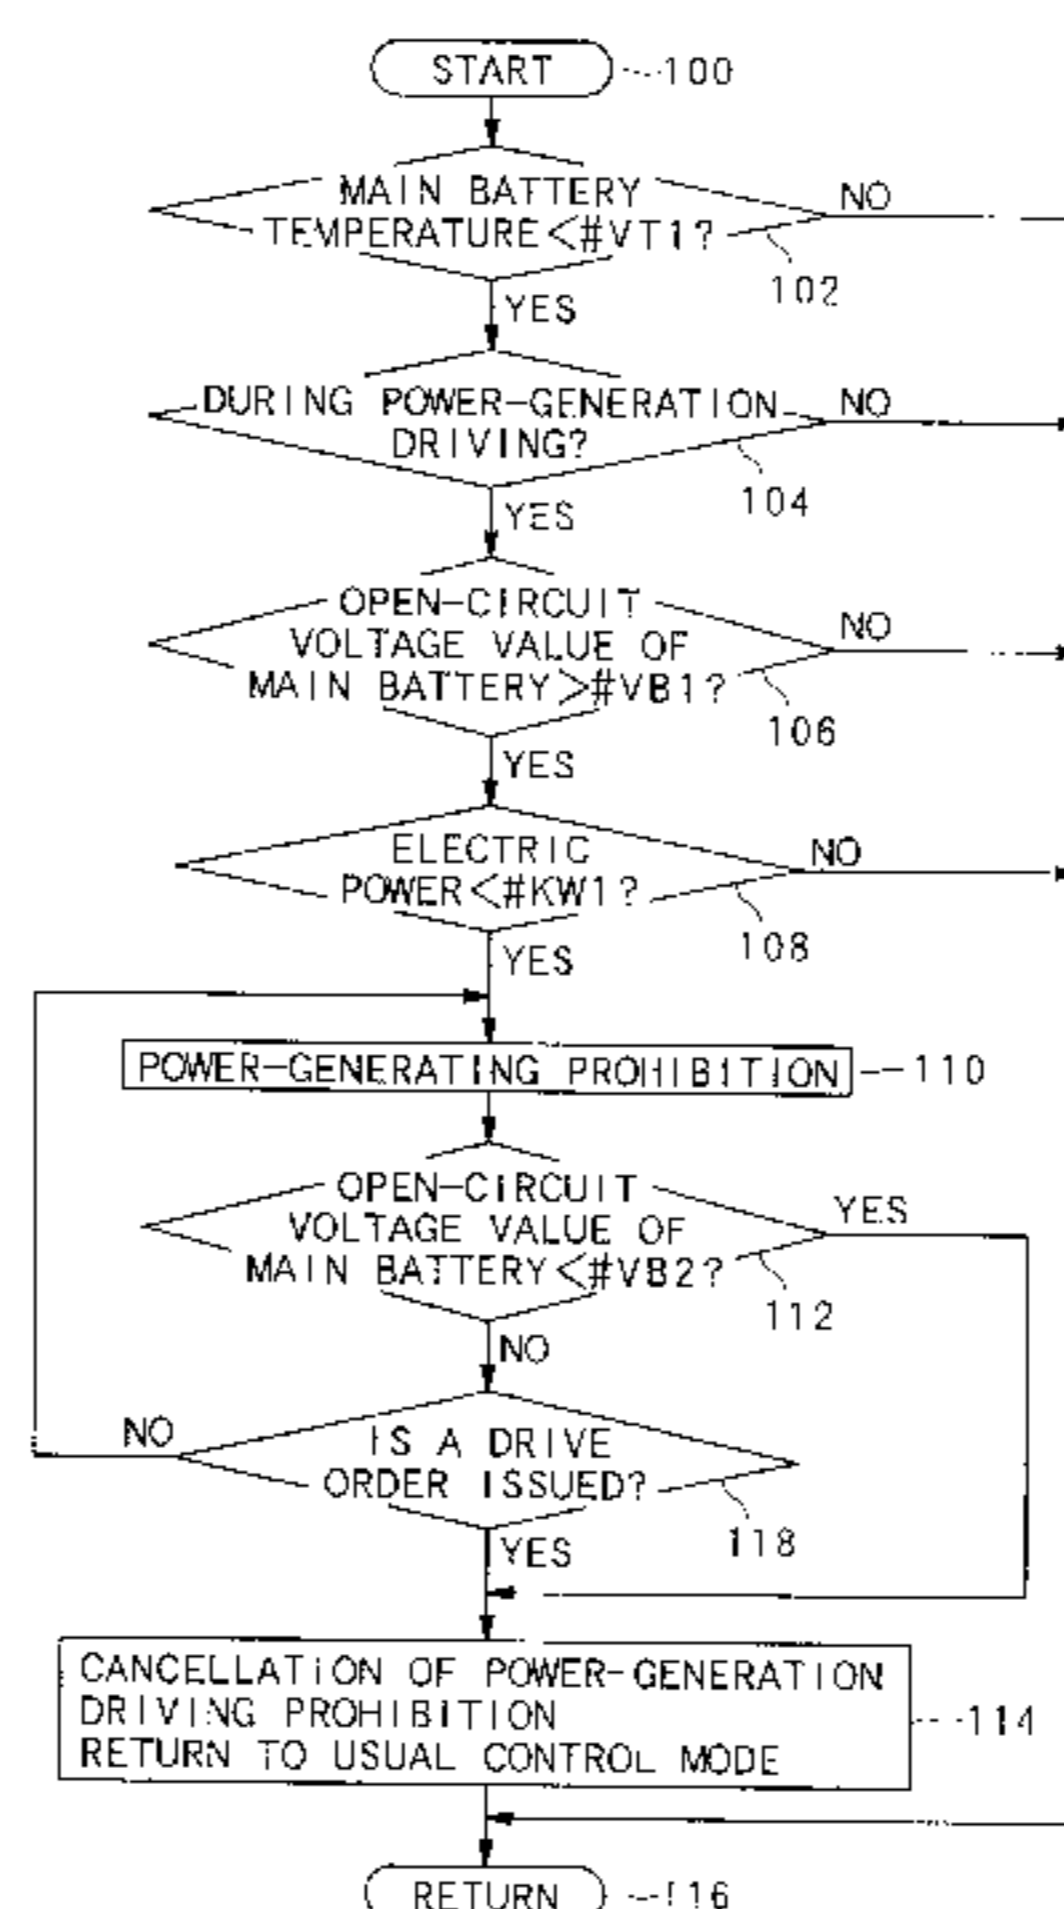 START
100
MAIN BATTERY
TEMPERATURE<#VT1?
NO
102
YES
DURING POWER-GENERATION
DRIVING?
NO
104
YES
OPEN-CIRCUIT
VOLTAGE VALUE OF
MAIN BATTERY>#VB1?
NO
106
YES
ELECTRIC
POWER<#KW1?
NO
108
YES
POWER-GENERATING PROHIBITION
110
OPEN-CIRCUIT
VOLTAGE VALUE OF
MAIN BATTERY<#VB2?
YES
112
NO
IS A DRIVE
ORDER ISSUED?
NO
118
YES
CANCELLATION OF POWER-GENERATION
DRIVING PROHIBITION
RETURN TO USUAL CONTROL MODE
114
RETURN
116